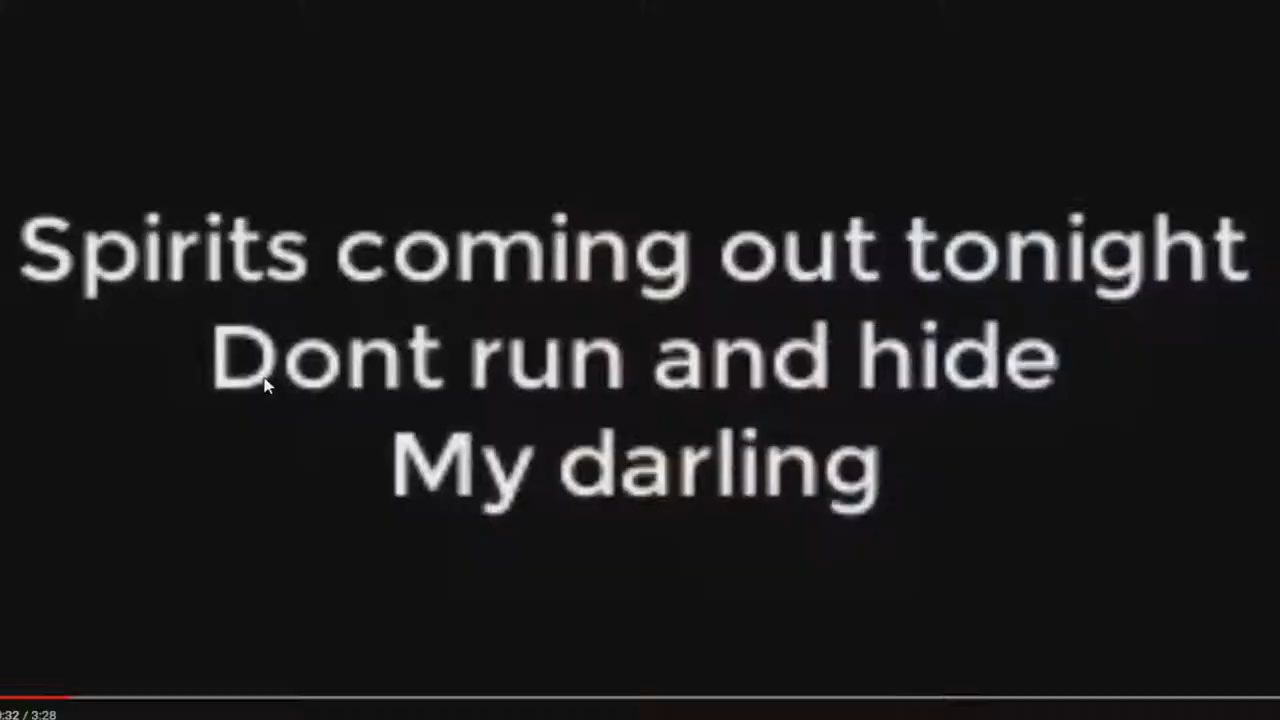 Spirits coming out tonight
Dont run and hide
My darling
:32 / 3:28